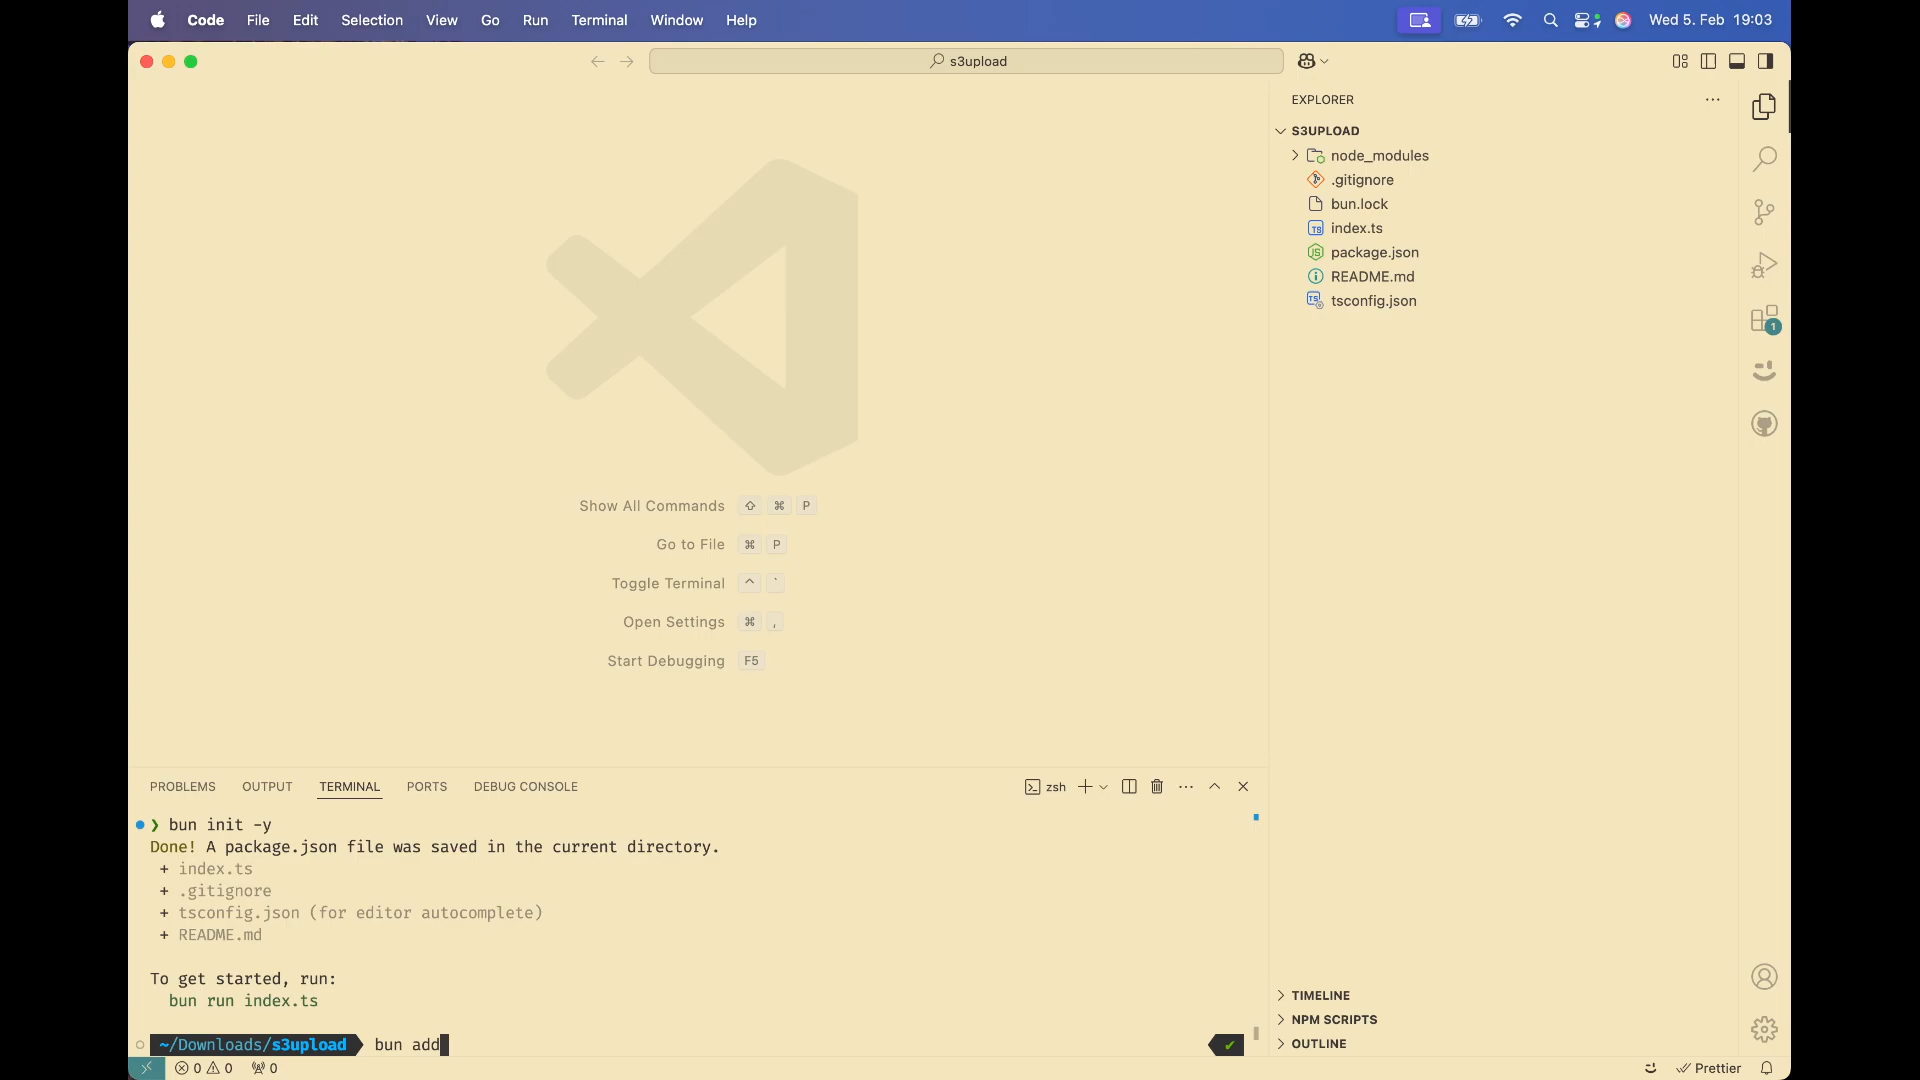 Code File Edit Selection View Go Run Terminal Window Help Wed 5. Feb 19:03
s3upload
EXPLORER
S3UPLOAD
node_modules
.gitignore
bun.lock
index.ts
package.json
README.md
tsconfig.json
1
Show All Commands ⇧ ⌘ P
Go to File ⌘ P
Toggle Terminal ^ `
Open Settings ⌘ ,
Start Debugging F5
PROBLEMS OUTPUT TERMINAL PORTS DEBUG CONSOLE zsh
❯ bun init -y
Done! A package.json file was saved in the current directory.
+ index.ts
+ .gitignore
+ tsconfig.json (for editor autocomplete)
+ README.md
To get started, run:
bun run index.ts
~/Downloads/s3upload bun add
TIMELINE
NPM SCRIPTS
OUTLINE
0 0 0 Prettier